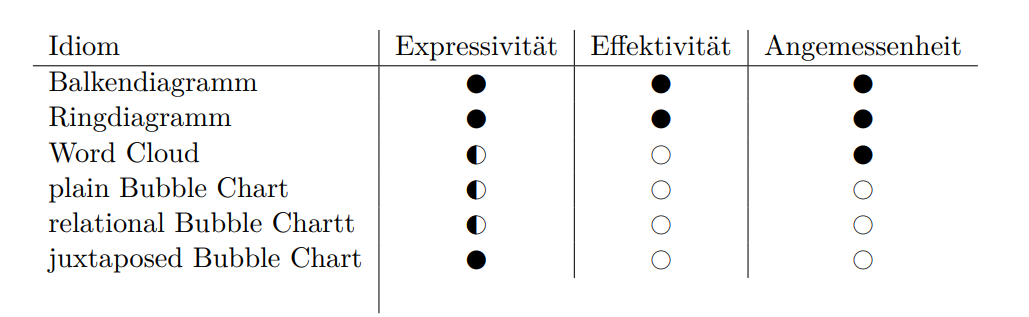 Idiom Expressivität Effektivität Angemessenheit
Balkendiagramm ● ● ●
Ringdiagramm ● ● ●
Word Cloud ◐ ○ ●
plain Bubble Chart ◐ ○ ○
relational Bubble Chartt ◐ ○ ○
juxtaposed Bubble Chart ● ○ ○